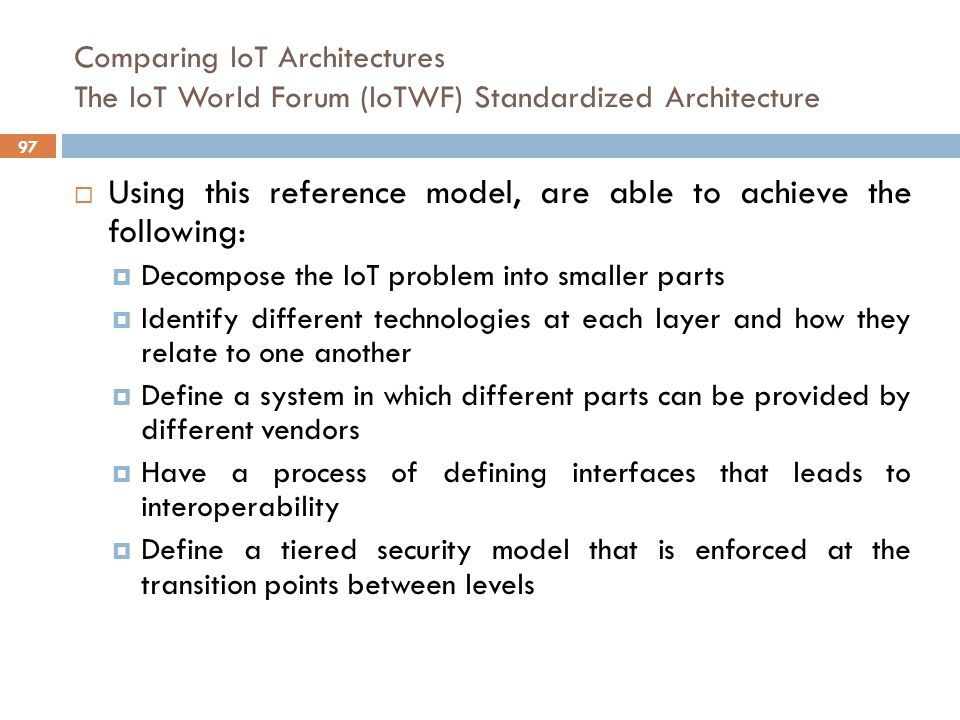 Comparing IoT Architectures
The IoT World Forum (IoTWF) Standardized Architecture
97
Using this reference model, are able to achieve the
following:
Decompose the IoT problem into smaller parts
Identify different technologies at each layer and how they
relate to one another
Define a system in which different parts can be provided by
different vendors
Have a process of defining interfaces that leads to
interoperability
Define a tiered security model that is enforced at the
transition points between levels